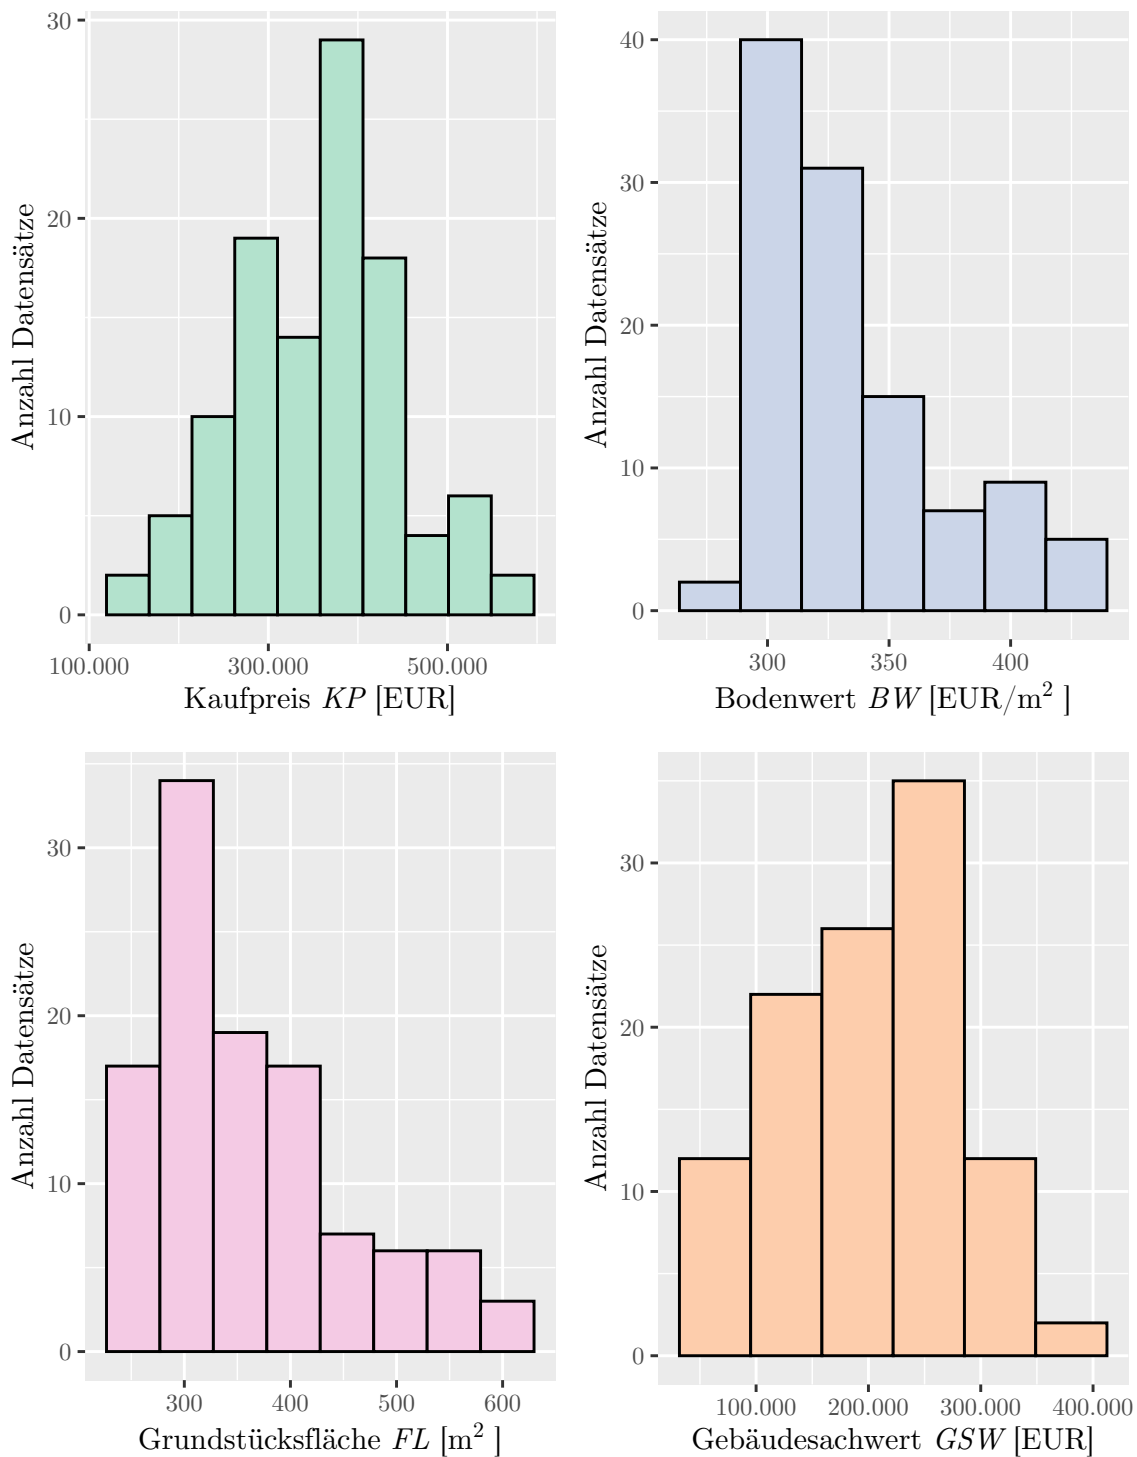 Anzahl Datensätze
30
20
10
0
100.000 300.000 500.000
Kaufpreis KP [EUR]
Anzahl Datensätze
40
30
20
10
0
300 350 400
Bodenwert BW [EUR/m²]
Anzahl Datensätze
30
20
10
0
300 400 500 600
Grundstücksfläche FL [m²]
Anzahl Datensätze
30
20
10
0
100.000 200.000 300.000 400.000
Gebäudesachwert GSW [EUR]